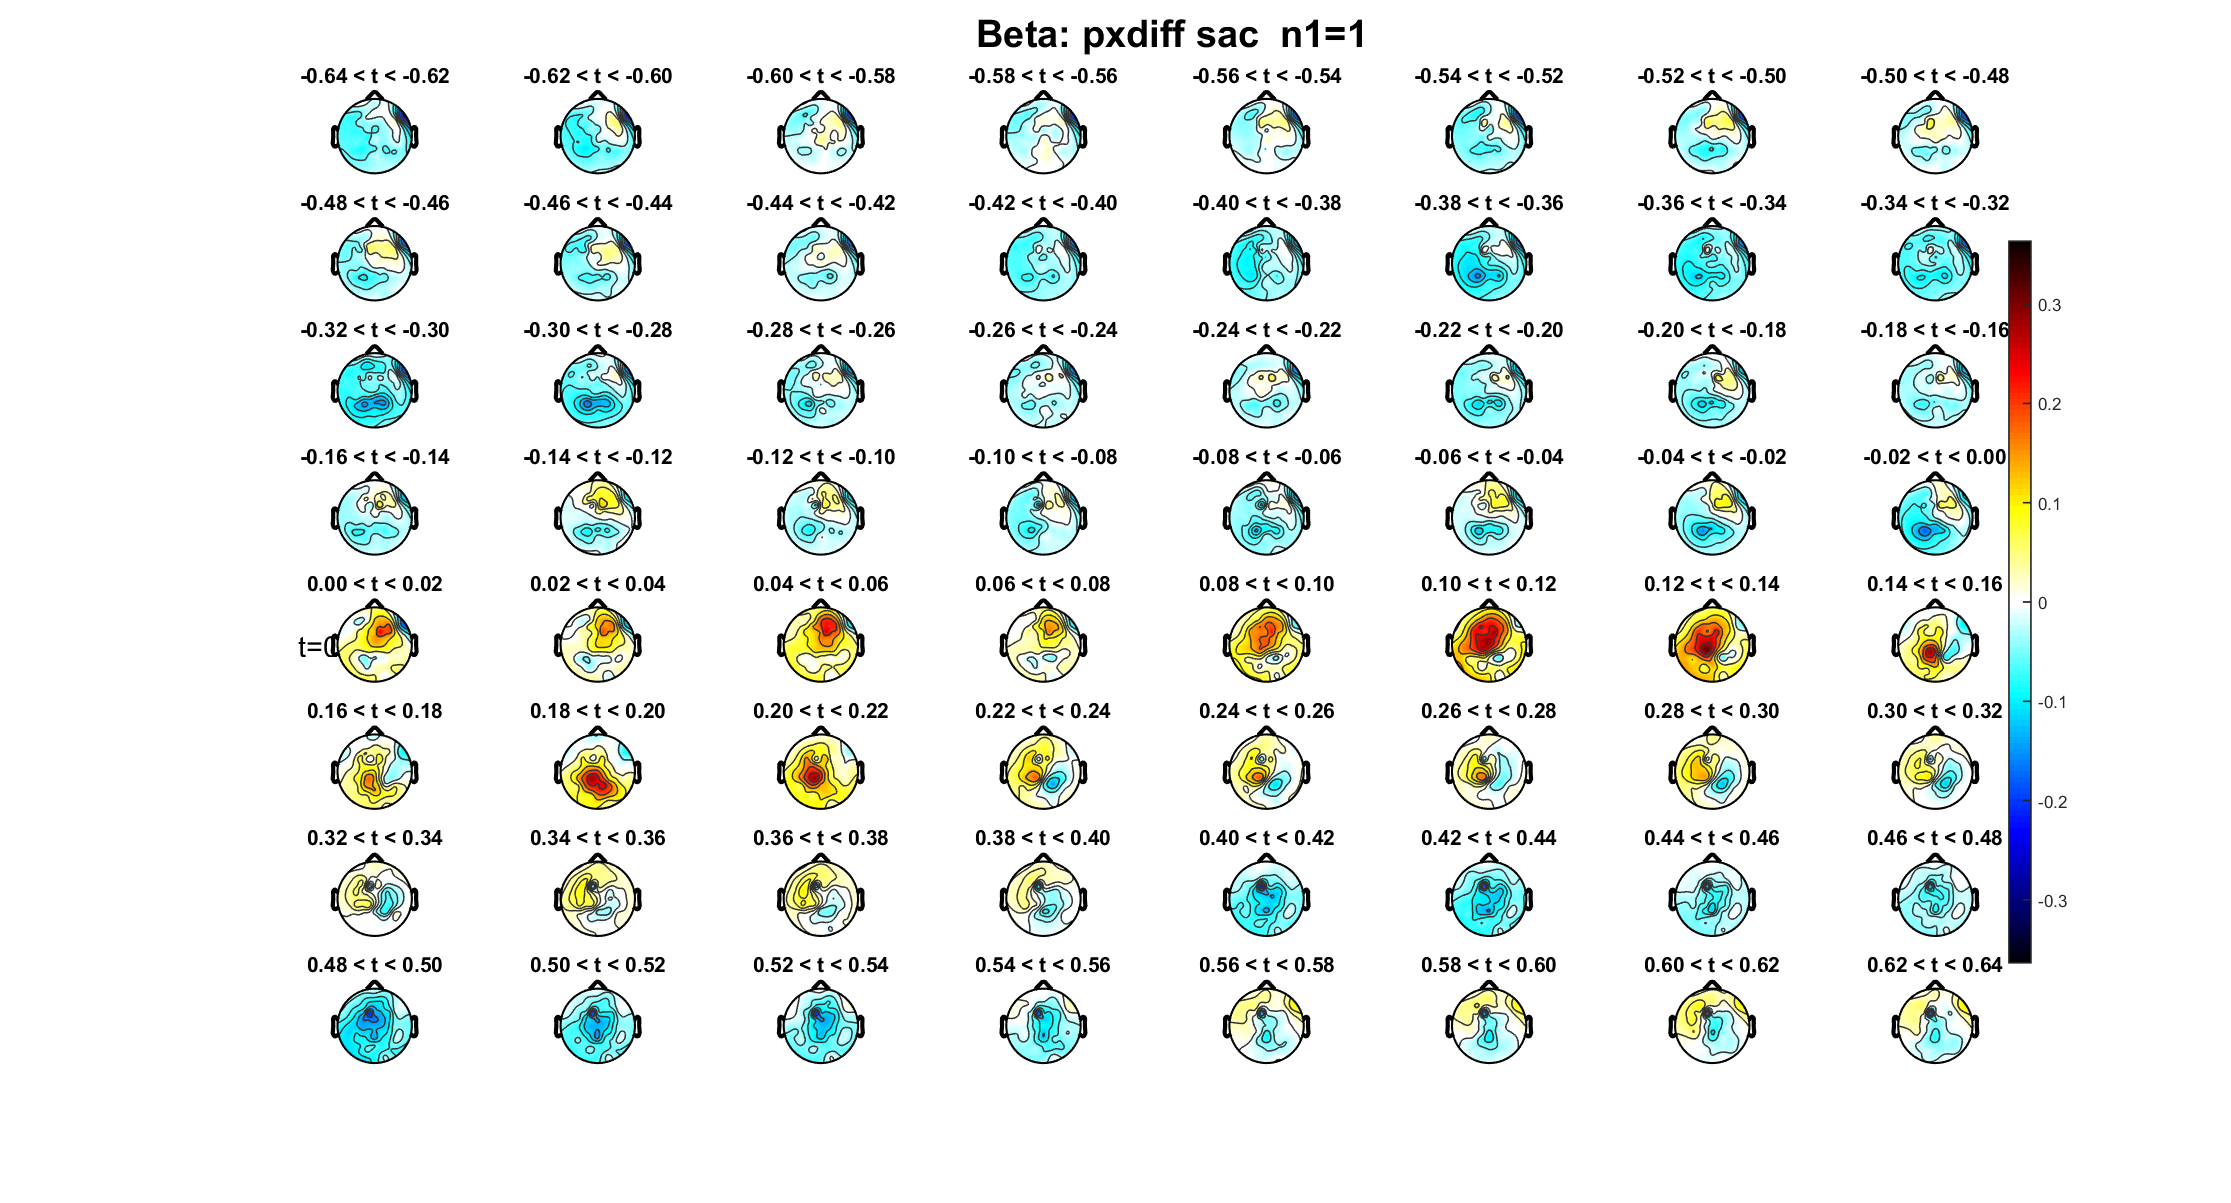 Beta: pxdiff sac  n1=1
-0.64 < t < -0.62 -0.62 < t < -0.60 -0.60 < t < -0.58 -0.58 < t < -0.56 -0.56 < t < -0.54 -0.54 < t < -0.52 -0.52 < t < -0.50 -0.50 < t < -0.48
-0.48 < t < -0.46 -0.46 < t < -0.44 -0.44 < t < -0.42 -0.42 < t < -0.40 -0.40 < t < -0.38 -0.38 < t < -0.36 -0.36 < t < -0.34 -0.34 < t < -0.32
0.3
-0.32 < t < -0.30 -0.30 < t < -0.28 -0.28 < t < -0.26 -0.26 < t < -0.24 -0.24 < t < -0.22 -0.22 < t < -0.20 -0.20 < t < -0.18 -0.18 < t < -0.16
0.2
-0.16 < t < -0.14 -0.14 < t < -0.12 -0.12 < t < -0.10 -0.10 < t < -0.08 -0.08 < t < -0.06 -0.06 < t < -0.04 -0.04 < t < -0.02 -0.02 < t < 0.00
0.1
0.00 < t < 0.02 0.02 < t < 0.04 0.04 < t < 0.06 0.06 < t < 0.08 0.08 < t < 0.10 0.10 < t < 0.12 0.12 < t < 0.14 0.14 < t < 0.16
0
t=0
-0.1
0.16 < t < 0.18 0.18 < t < 0.20 0.20 < t < 0.22 0.22 < t < 0.24 0.24 < t < 0.26 0.26 < t < 0.28 0.28 < t < 0.30 0.30 < t < 0.32
-0.2
0.32 < t < 0.34 0.34 < t < 0.36 0.36 < t < 0.38 0.38 < t < 0.40 0.40 < t < 0.42 0.42 < t < 0.44 0.44 < t < 0.46 0.46 < t < 0.48
-0.3
0.48 < t < 0.50 0.50 < t < 0.52 0.52 < t < 0.54 0.54 < t < 0.56 0.56 < t < 0.58 0.58 < t < 0.60 0.60 < t < 0.62 0.62 < t < 0.64